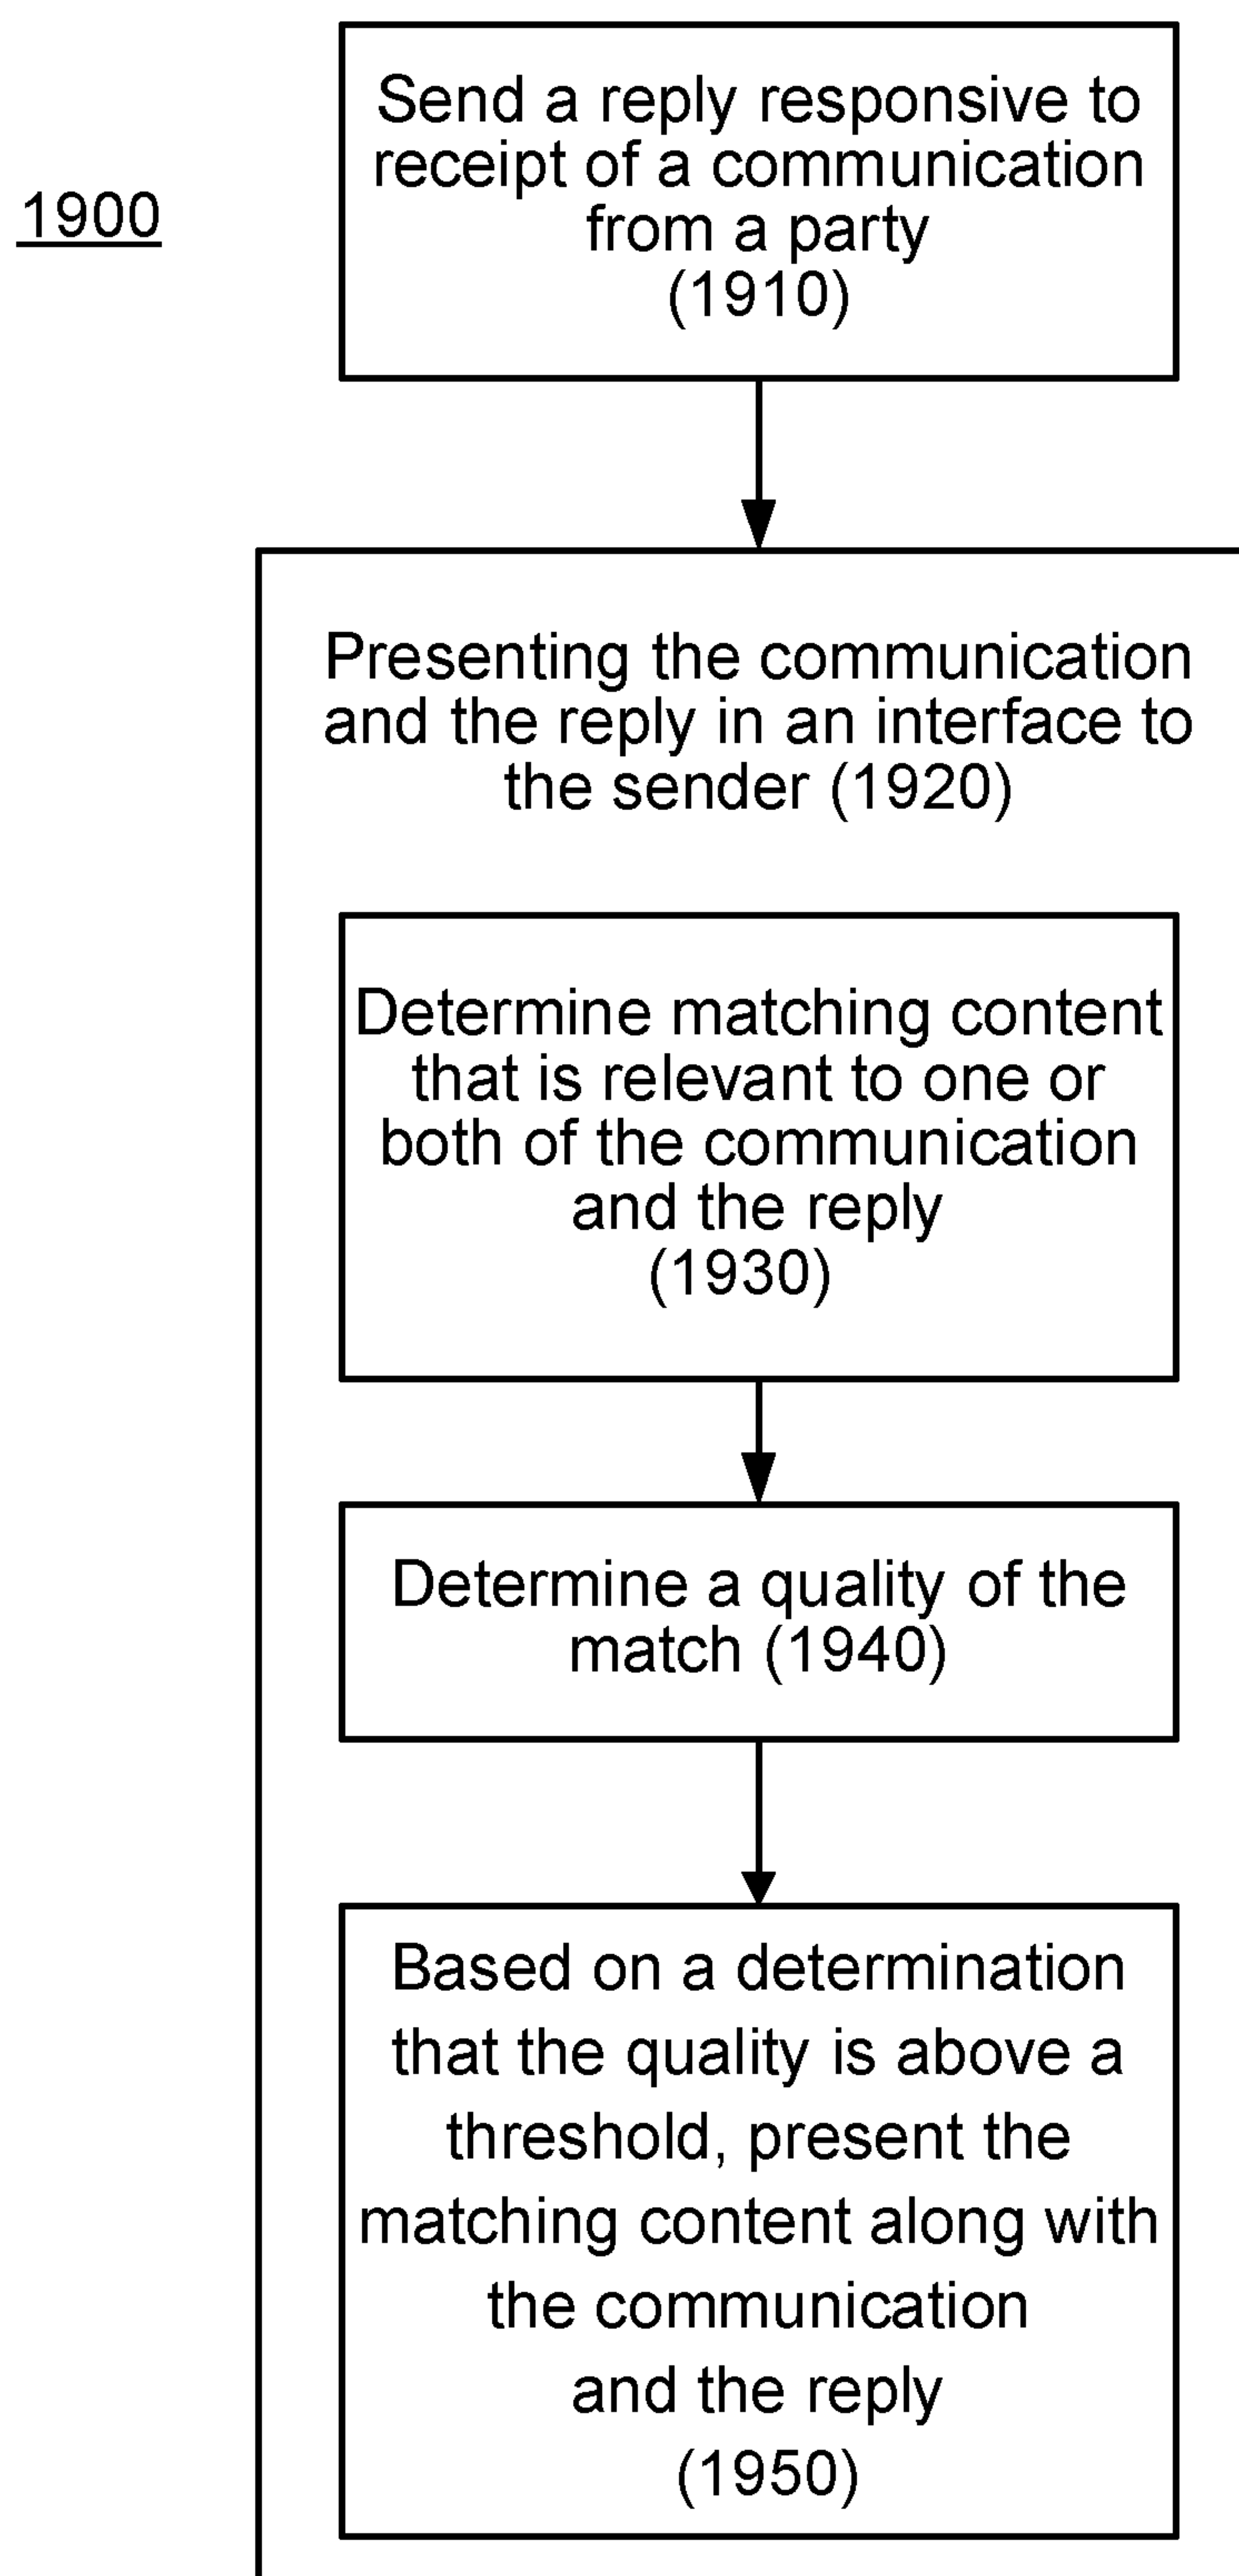 Send a reply responsive to
receipt of a communication
from a party
(1910)
1900
Presenting the communication
and the reply in an interface to
the sender (1920)
Determine matching content
that is relevant to one or
both of the communication
and the reply
(1930)
Determine a quality of the
match (1940)
Based on a determination
that the quality is above a
threshold, present the
matching content along with
the communication
and the reply
(1950)